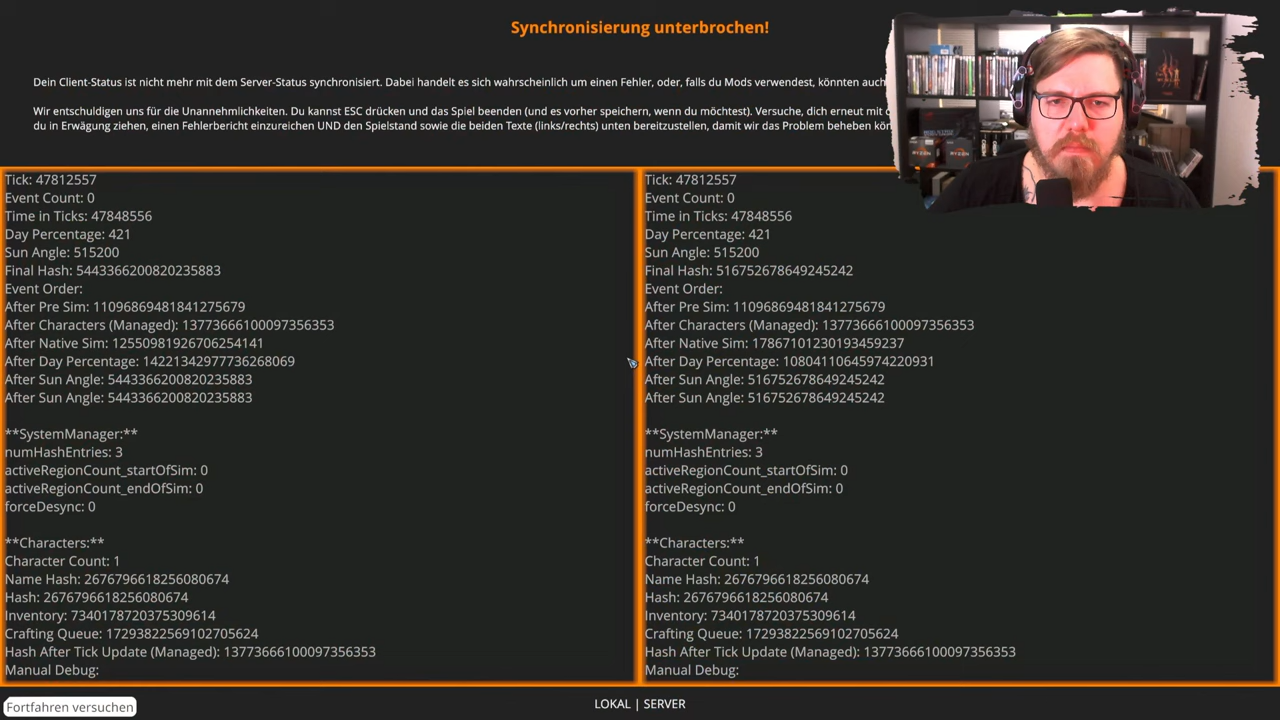 Synchronisierung unterbrochen!
Dein Client-Status ist nicht mehr mit dem Server-Status synchronisiert. Dabei handelt es sich wahrscheinlich um einen Fehler, oder, falls du Mods verwendest, könnten auch
Wir entschuldigen uns für die Unannehmlichkeiten. Du kannst ESC drücken und das Spiel beenden (und es vorher speichern, wenn du möchtest). Versuche, dich erneut mit
du in Erwägung ziehen, einen Fehlerbericht einzureichen UND den Spielstand sowie die beiden Texte (links/rechts) unten bereitzustellen, damit wir das Problem beheben
Tick: 47812557
Event Count: 0
Time in Ticks: 47848556
Day Percentage: 421
Sun Angle: 515200
Final Hash: 5443366200820235883
Event Order:
After Pre Sim: 11096869481841275679
After Characters (Managed): 13773666100097356353
After Native Sim: 12550981926706254141
After Day Percentage: 14221342977736268069
After Sun Angle: 5443366200820235883
After Sun Angle: 5443366200820235883
**SystemManager:**
numHashEntries: 3
activeRegionCount_startOfSim: 0
activeRegionCount_endOfSim: 0
forceDesync: 0
**Characters:**
Character Count: 1
Name Hash: 2676796618256080674
Hash: 2676796618256080674
Inventory: 7340178720375309614
Crafting Queue: 17293822569102705624
Hash After Tick Update (Managed): 13773666100097356353
Manual Debug:
Tick: 47812557
Event Count: 0
Time in Ticks: 47848556
Day Percentage: 421
Sun Angle: 515200
Final Hash: 516752678649245242
Event Order:
After Pre Sim: 11096869481841275679
After Characters (Managed): 13773666100097356353
After Native Sim: 17867101230193459237
After Day Percentage: 10804110645974220931
After Sun Angle: 516752678649245242
After Sun Angle: 516752678649245242
**SystemManager:**
numHashEntries: 3
activeRegionCount_startOfSim: 0
activeRegionCount_endOfSim: 0
forceDesync: 0
**Characters:**
Character Count: 1
Name Hash: 2676796618256080674
Hash: 2676796618256080674
Inventory: 7340178720375309614
Crafting Queue: 17293822569102705624
Hash After Tick Update (Managed): 13773666100097356353
Manual Debug:
Fortfahren versuchen
LOKAL | SERVER